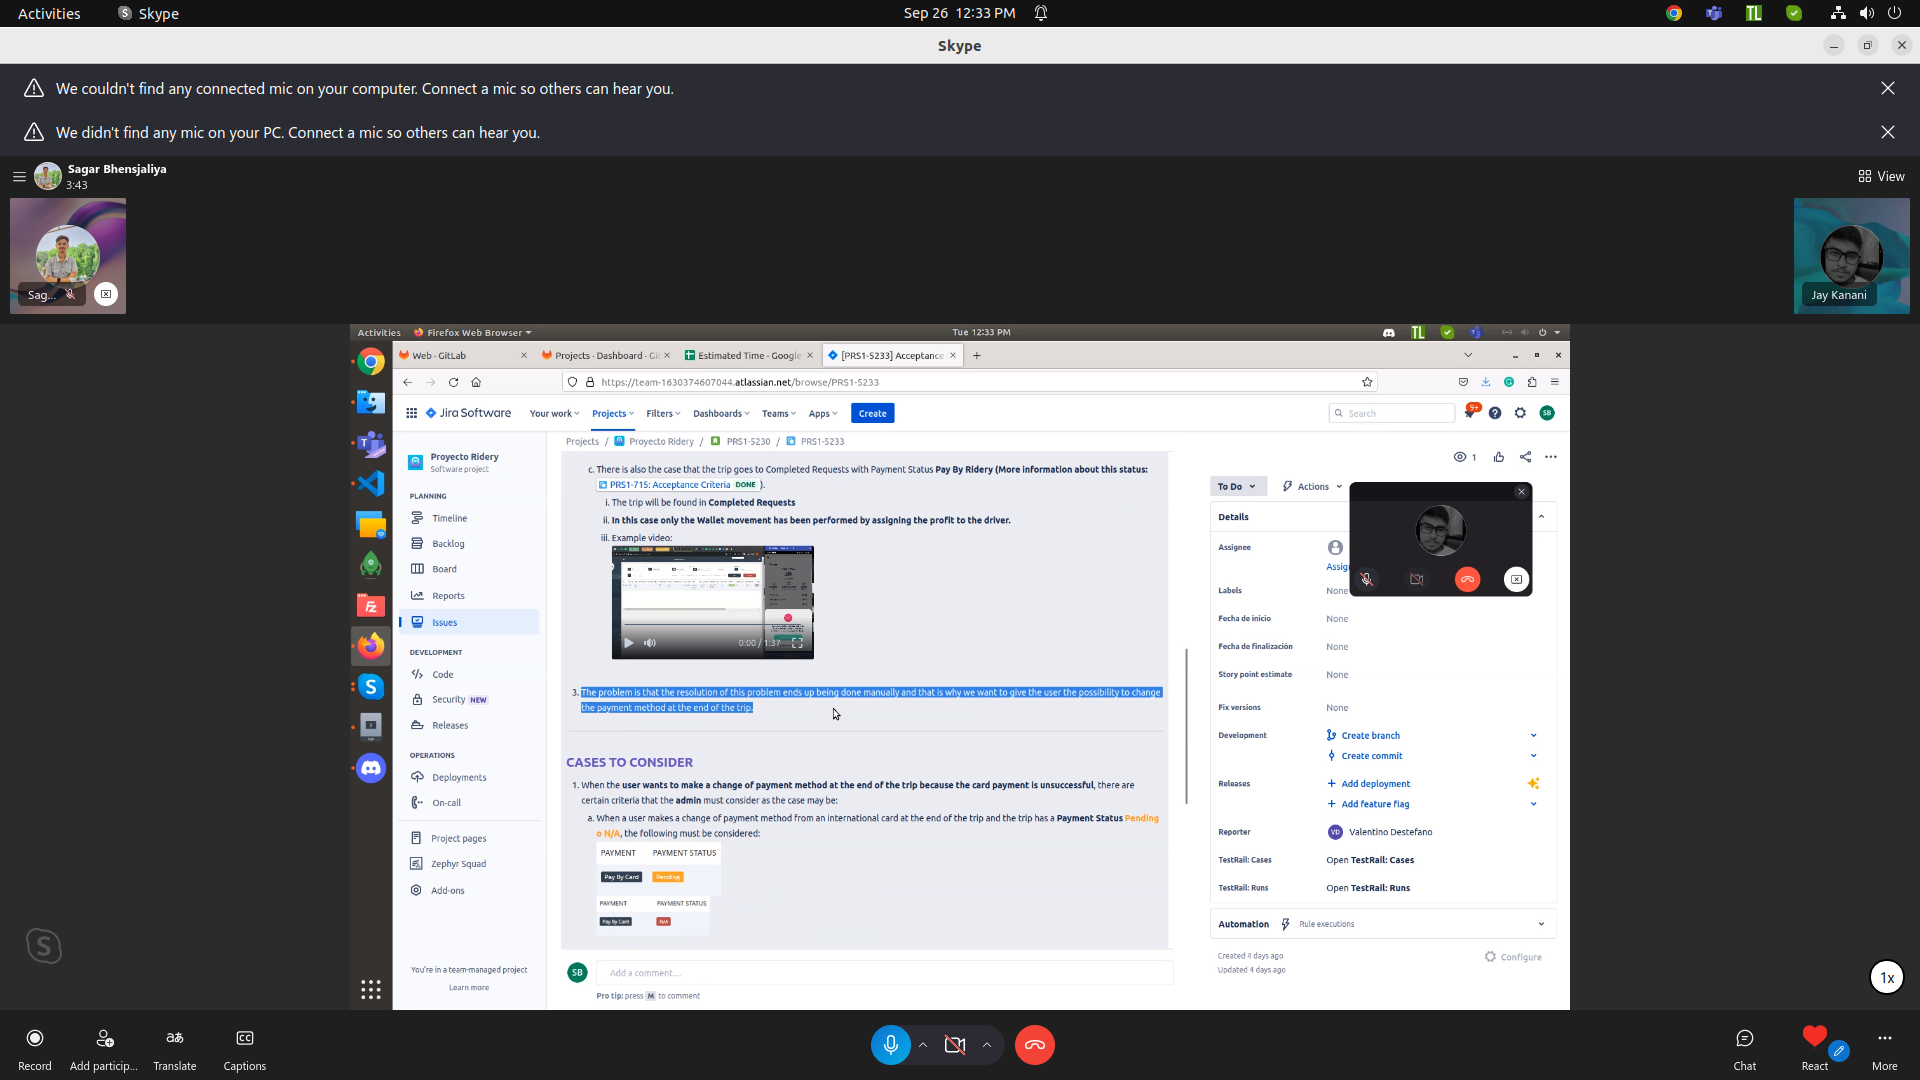 Activities
Skype
Sep 26 12:33 PM
TL
Skype
We couldn't find any connected mic on your computer. Connect a mic so others can hear you.
We didn't find any mic on your PC. Connect a mic so others can hear you.
Sagar Bhensjaliya
3:43
View
Sag...
Jay Kanani
Activities
Firefox Web Browser
Tue 12:33 PM
TL
Web - GitLab
Projects · Dashboard · Git
Estimated Time - Google
[PRS1-5233] Acceptance
https://team-1630374607044.atlassian.net/browse/PRS1-5233
Jira Software
Your work
Projects
Filters
Dashboards
Teams
Apps
Create
Search
9+
SB
Projects / Proyecto Ridery / PRS1-5230 / PRS1-5233
Proyecto Ridery
Software project
PLANNING
Timeline
Backlog
Board
Reports
Issues
DEVELOPMENT
Code
Security NEW
Releases
OPERATIONS
Deployments
On-call
Project pages
Zephyr Squad
Add-ons
You're in a team-managed project
Learn more
c. There is also the case that the trip goes to Completed Requests with Payment Status Pay By Ridery (More information about this status:
PRS1-715: Acceptance Criteria DONE ).
i. The trip will be found in Completed Requests
ii. In this case only the Wallet movement has been performed by assigning the profit to the driver.
iii. Example video:
0:00 / 1:37
3. The problem is that the resolution of this problem ends up being done manually and that is why we want to give the user the possibility to change
the payment method at the end of the trip.
CASES TO CONSIDER
1. When the user wants to make a change of payment method at the end of the trip because the card payment is unsuccessful, there are
certain criteria that the admin must consider as the case may be:
a. When a user makes a change of payment method from an international card at the end of the trip and the trip has a Payment Status Pending
o N/A, the following must be considered:
PAYMENT PAYMENT STATUS
Pay By Card Pending
PAYMENT PAYMENT STATUS
Pay By Card N/A
SB
Add a comment...
Pro tip: press M to comment
1
To Do
Actions
Details
Assignee
Assig
Labels
None
Fecha de inicio
None
Fecha de finalización
None
Story point estimate
None
Fix versions
None
Development
Create branch
Create commit
Releases
Add deployment
Add feature flag
Reporter
VD Valentino Destefano
TestRail: Cases
Open TestRail: Cases
TestRail: Runs
Open TestRail: Runs
Automation
Rule executions
Created 4 days ago
Updated 4 days ago
Configure
1x
Record
Add particip...
Translate
Captions
Chat
React
More